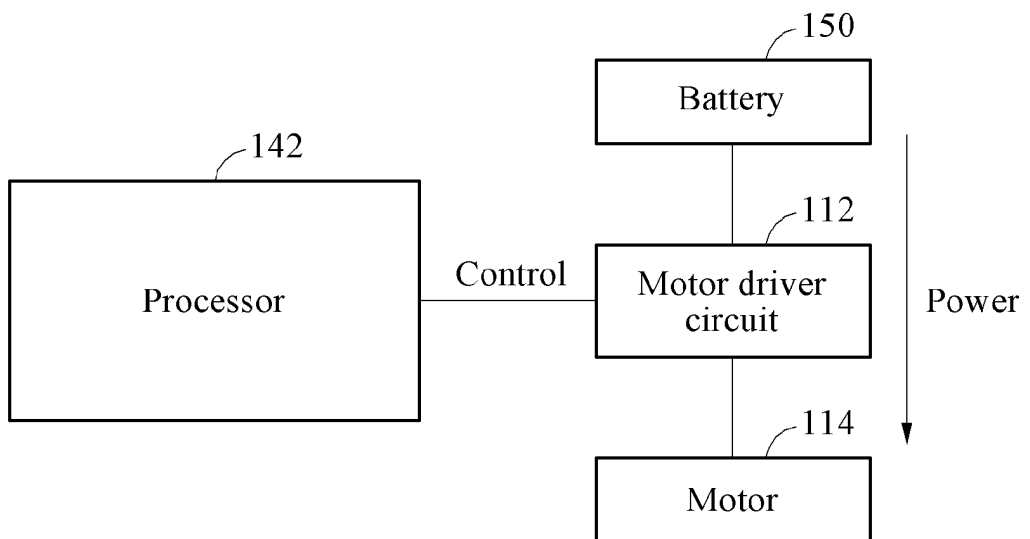 150
Battery
142
112
Processor
Control
Motor driver
circuit
Power
114
Motor